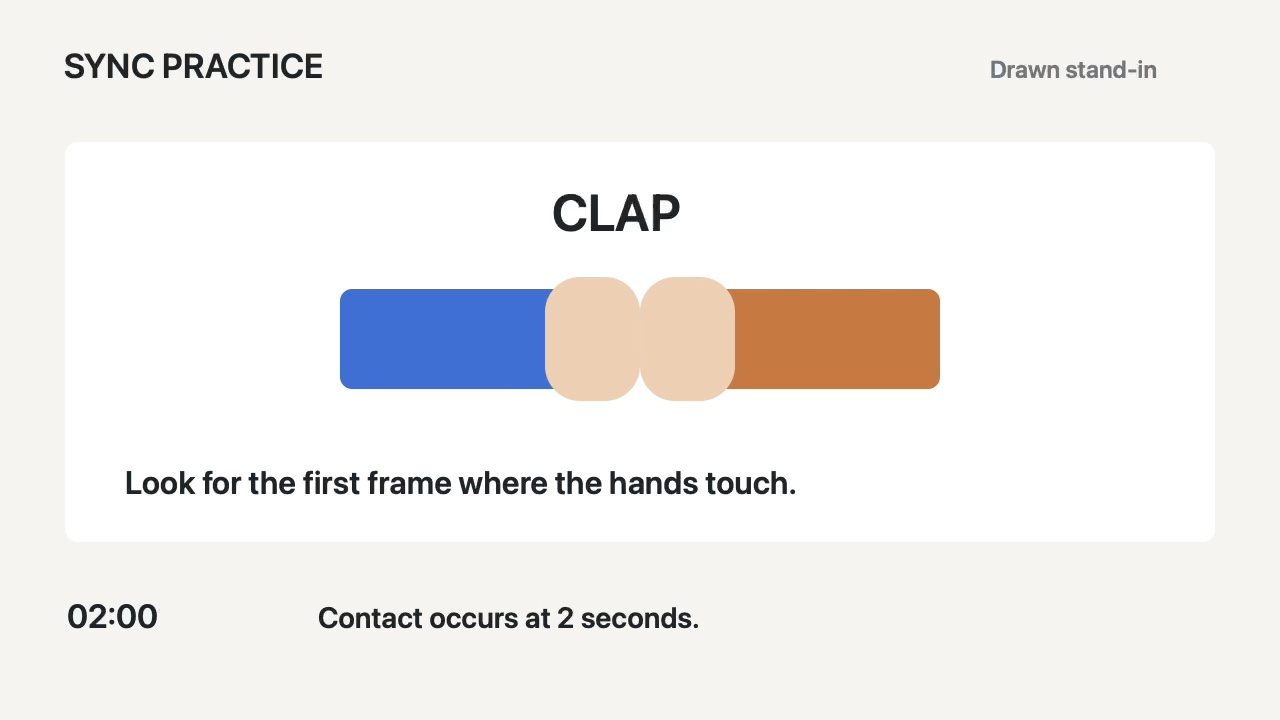 SYNC PRACTICE
Drawn stand-in
CLAP
Look for the first frame where the hands touch.
02:00
Contact occurs at 2 seconds.